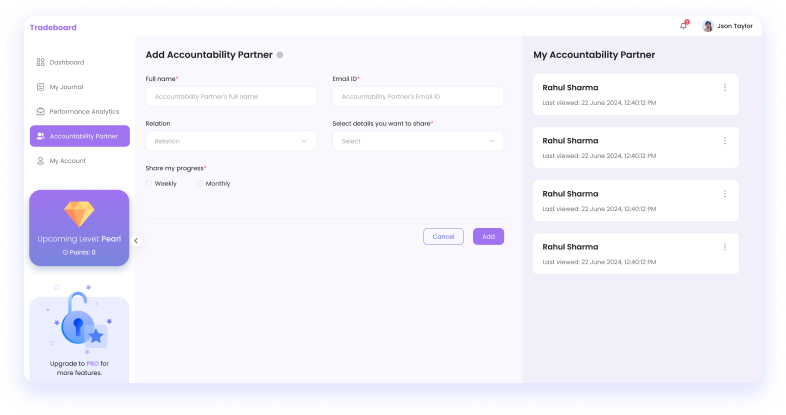 Tradeboard
Json Taylor
Dashboard
My Journal
Performance Analytics
Accountability Partner
My Account
Upcoming Level Pearl
Points: 0
Upgrade to PRO for
more features.
Add Accountability Partner
Full name*
Email ID*
Accountability Partner's full name
Accountability Partner's Email ID
Relation
Select details you want to share*
Relation
Select
Share my progress*
Weekly
Monthly
Cancel
Add
My Accountability Partner
Rahul Sharma
Last viewed: 22 June 2024, 12:40:12 PM
Rahul Sharma
Last viewed: 22 June 2024, 12:40:12 PM
Rahul Sharma
Last viewed: 22 June 2024, 12:40:12 PM
Rahul Sharma
Last viewed: 22 June 2024, 12:40:12 PM